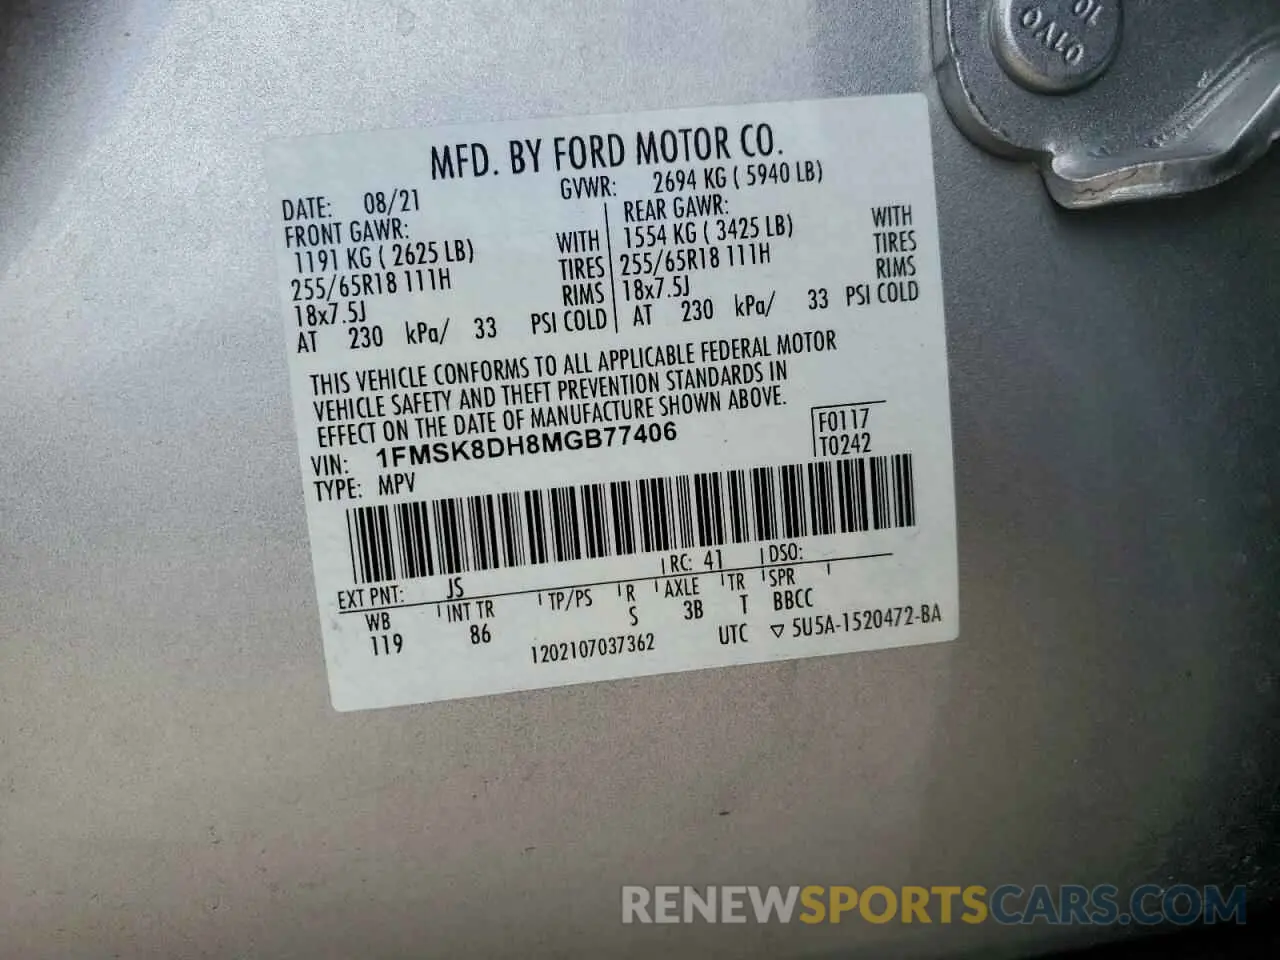 01V0
10
MFD. BY FORD MOTOR CO.
DATE: 08/21 GVWR: 2694 KG ( 5940 LB)
FRONT GAWR: REAR GAWR:
1191 KG ( 2625 LB) WITH 1554 KG ( 3425 LB) WITH
255/65R18 111H TIRES 255/65R18 111H TIRES
18x7.5J RIMS 18x7.5J RIMS
AT 230 kPa/ 33 PSI COLD AT 230 kPa/ 33 PSI COLD
THIS VEHICLE CONFORMS TO ALL APPLICABLE FEDERAL MOTOR
VEHICLE SAFETY AND THEFT PREVENTION STANDARDS IN
EFFECT ON THE DATE OF MANUFACTURE SHOWN ABOVE.
VIN: 1FMSK8DH8MGB77406 F0117
TYPE: MPV T0242
EXT PNT: JS RC: 41 DSO:
WB INT TR TP/PS R AXLE TR SPR
119 86 S 3B T BBCC
1202107037362 UTC ▽ 5U5A-1520472-BA
RENEWSPORTSCARS.COM